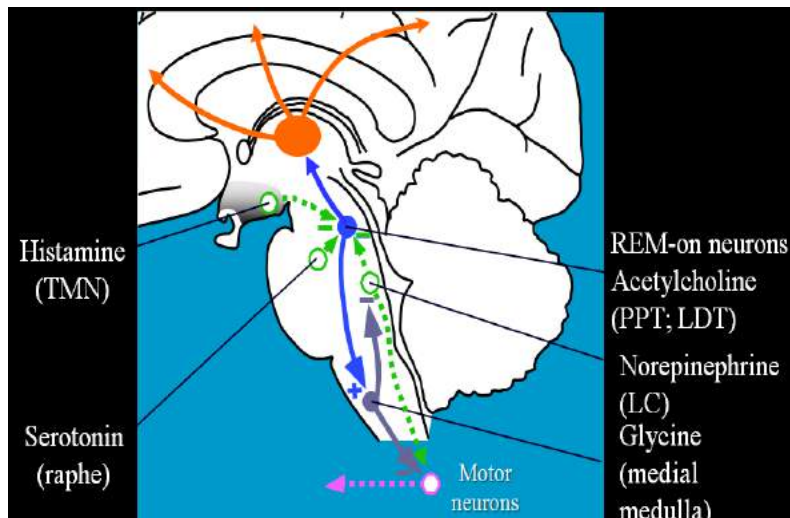 Histamine
(TMN)
Serotonin
(raphe)
REM-on neurons
Acetylcholine
(PPT; LDT)
Norepinephrine
(LC)
Glycine
(medial
medulla)
+
Motor
neurons